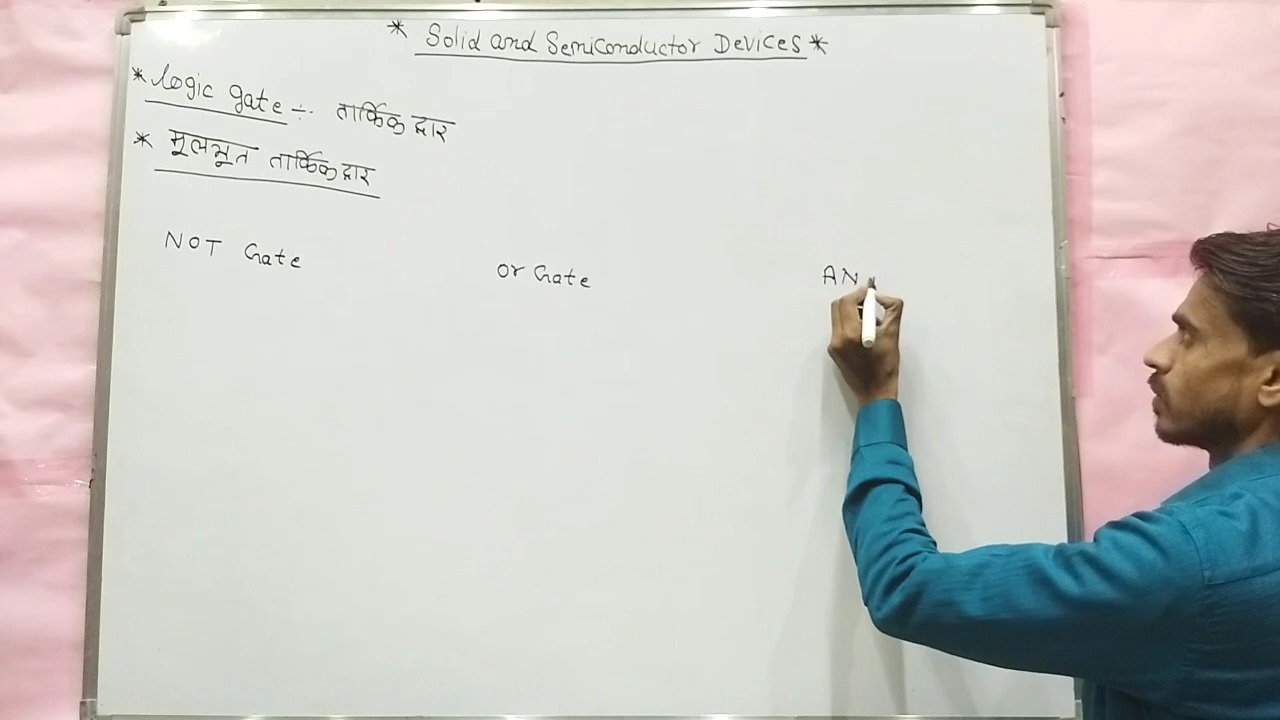 * Solid and Semiconductor Devices *
* Logic gate ÷. तार्किक द्वार
* मूलभूत तार्किक द्वार
NOT Gate or Gate AN